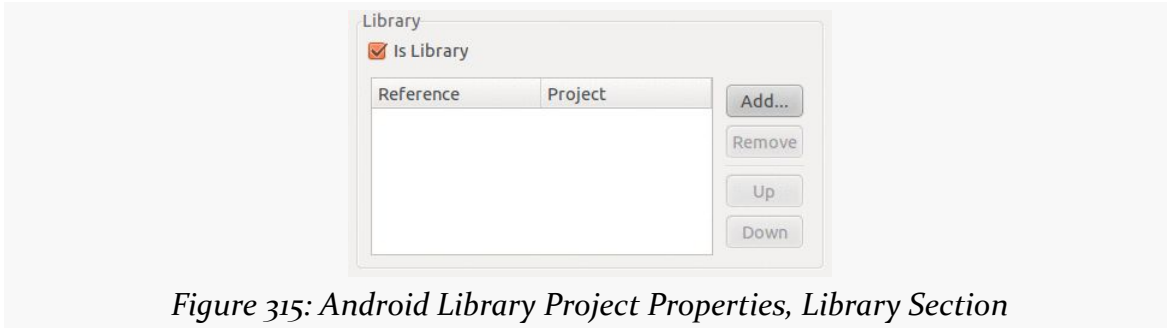 Library
Is Library
Reference Project
Add...
Remove
Up
Down
Figure 315: Android Library Project Properties, Library Section